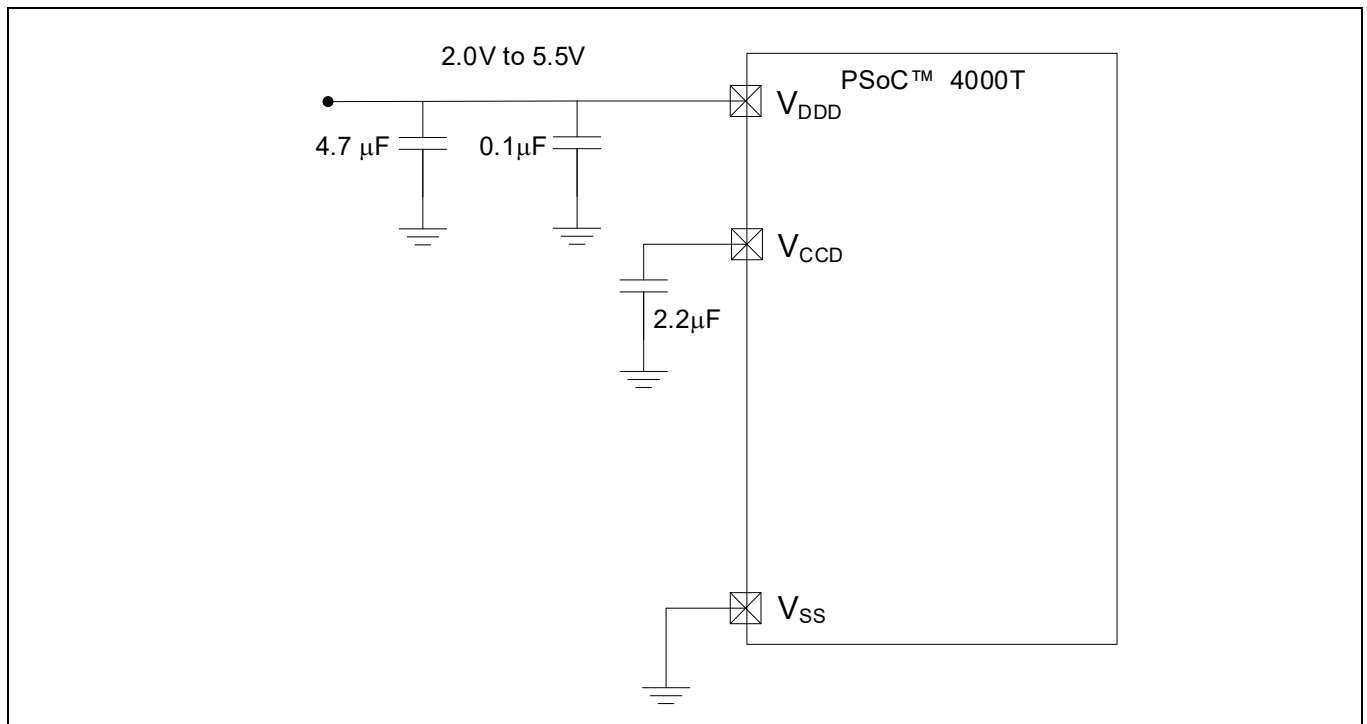 2.0V to 5.5V
PSoC™ 4000T
VDDD
4.7 μF
0.1μF
VCCD
2.2μF
VSS